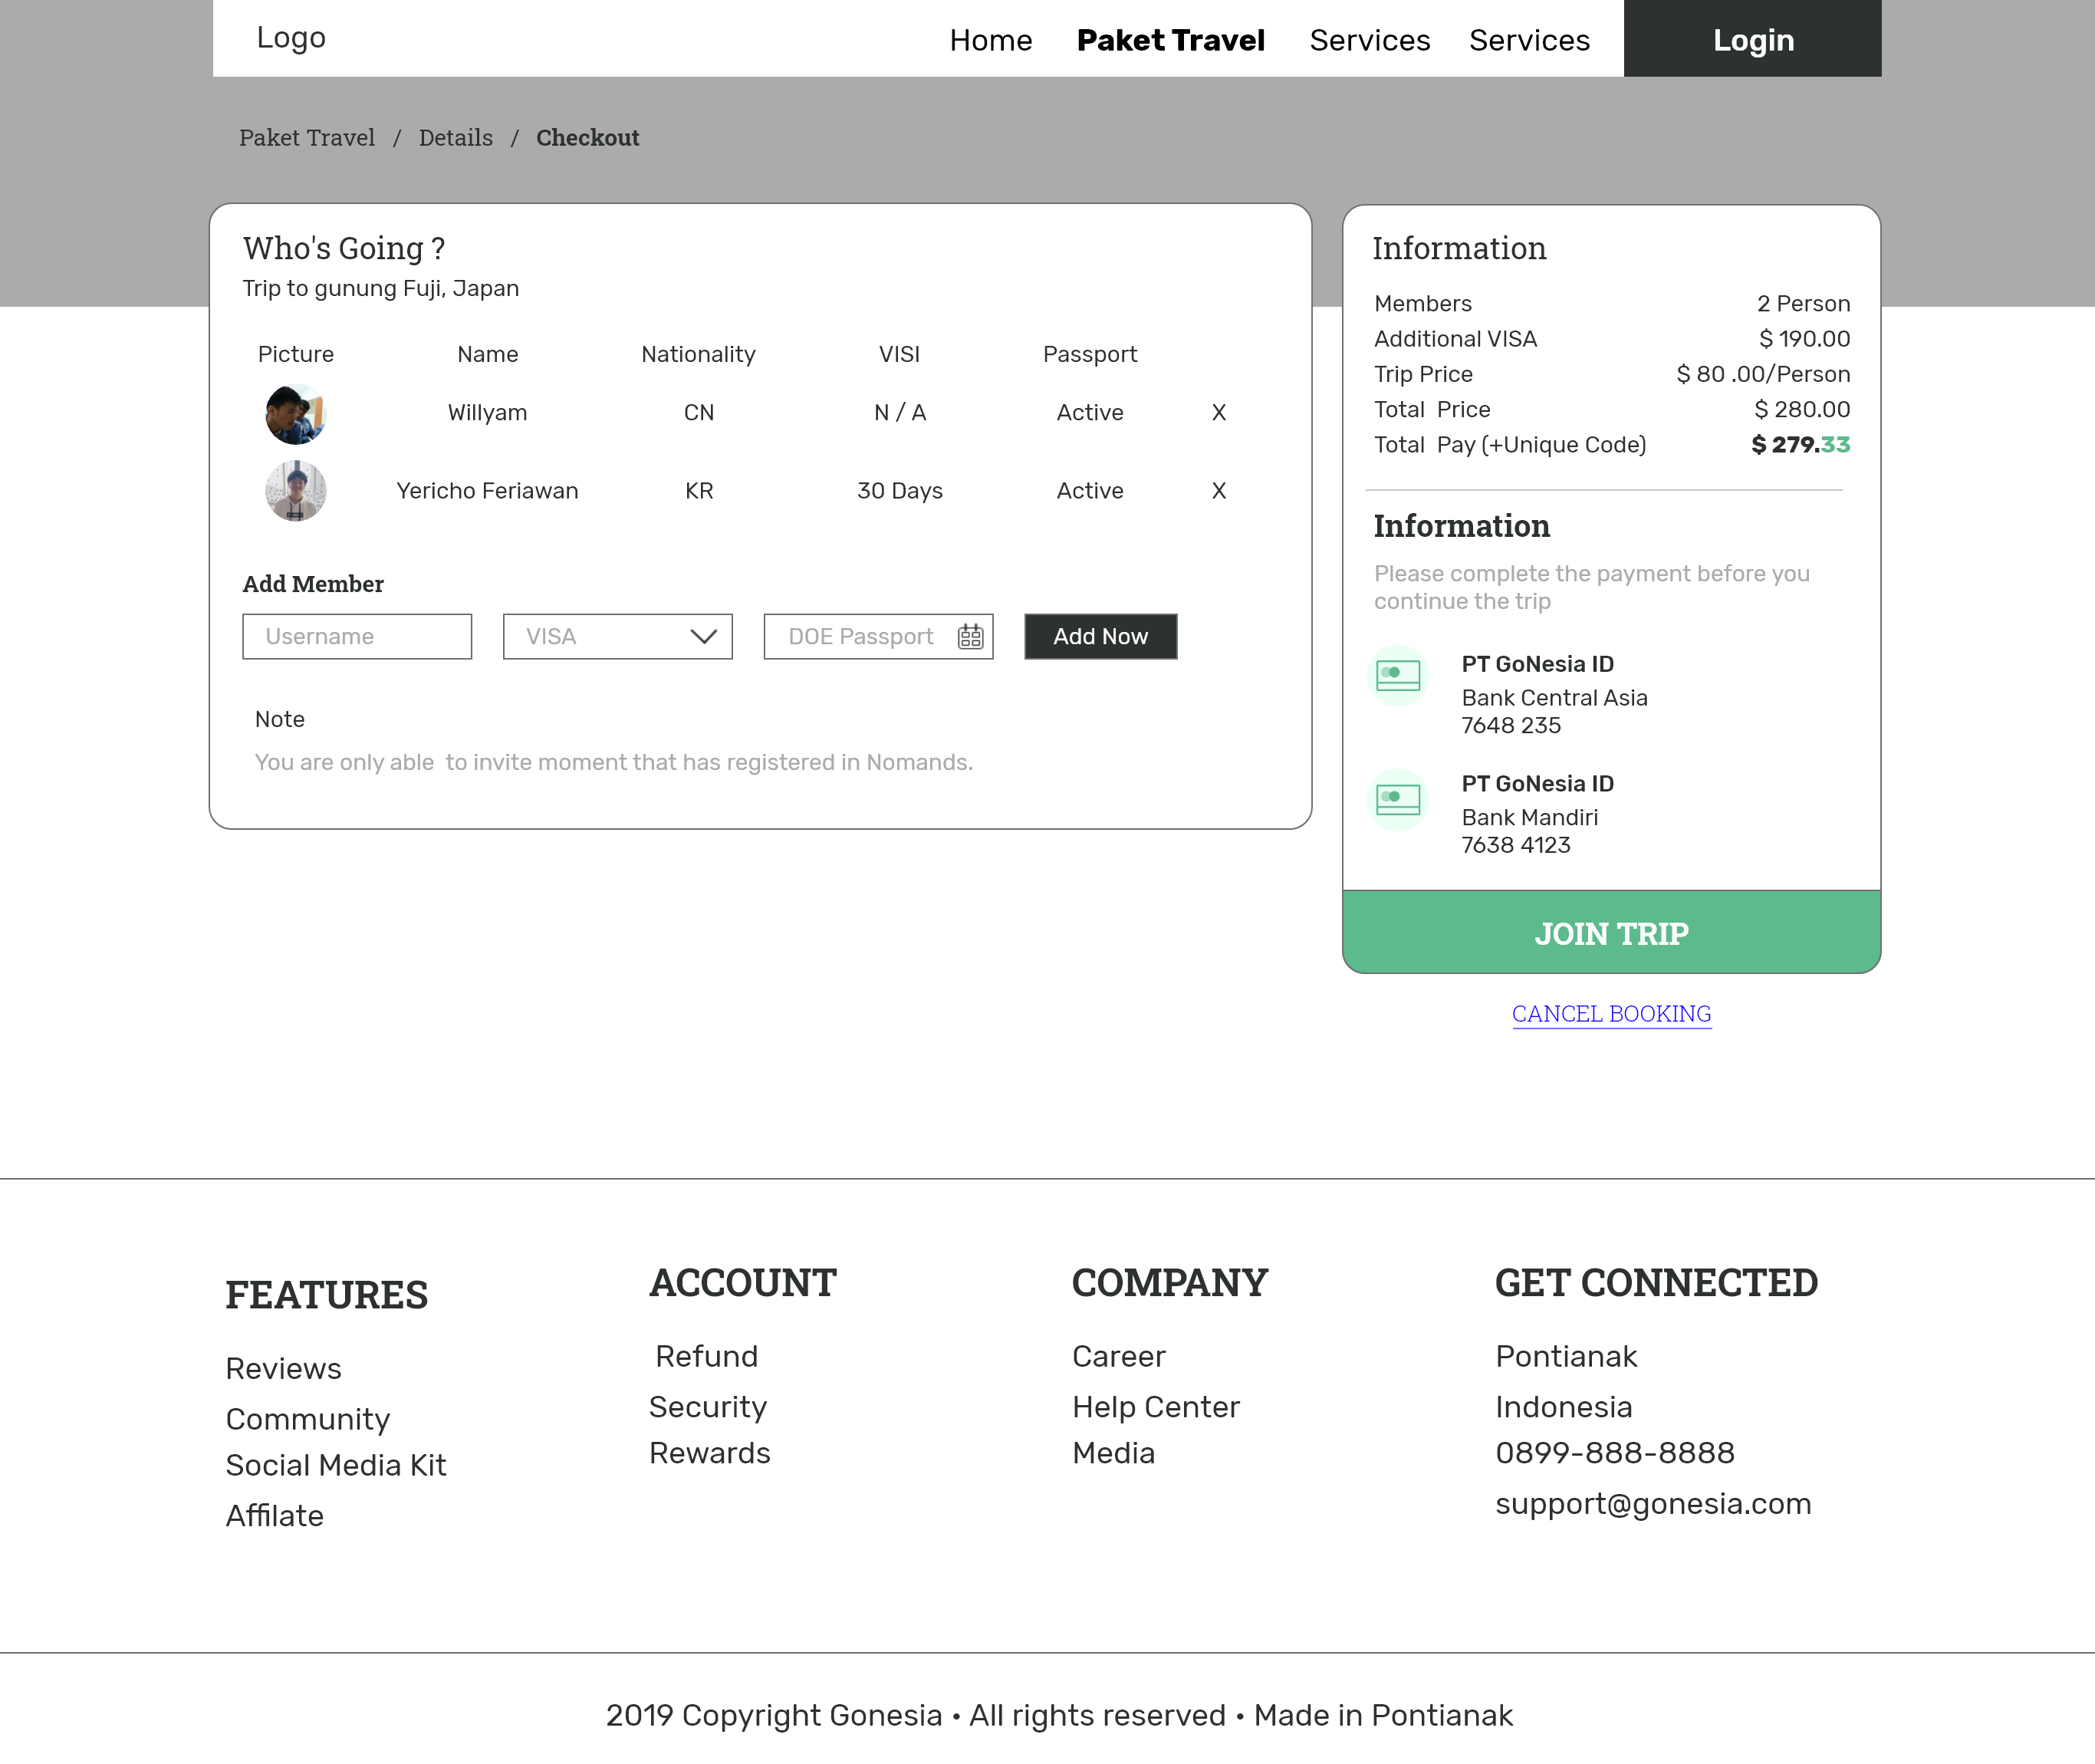 Logo
Home Paket Travel Services Services Login
Paket Travel / Details / Checkout
Who's Going ?
Trip to gunung Fuji, Japan
Picture Name Nationality VISI Passport
Willyam CN N / A Active X
Yericho Feriawan KR 30 Days Active X
Add Member
Username VISA DOE Passport Add Now
Note
You are only able to invite moment that has registered in Nomands.
Information
Members 2 Person
Additional VISA $ 190.00
Trip Price $ 80 .00/Person
Total Price $ 280.00
Total Pay (+Unique Code) $ 279.33
Information
Please complete the payment before you
continue the trip
PT GoNesia ID
Bank Central Asia
7648 235
PT GoNesia ID
Bank Mandiri
7638 4123
JOIN TRIP
CANCEL BOOKING
FEATURES
Reviews
Community
Social Media Kit
Affilate
ACCOUNT
Refund
Security
Rewards
COMPANY
Career
Help Center
Media
GET CONNECTED
Pontianak
Indonesia
0899-888-8888
support@gonesia.com
2019 Copyright Gonesia • All rights reserved • Made in Pontianak